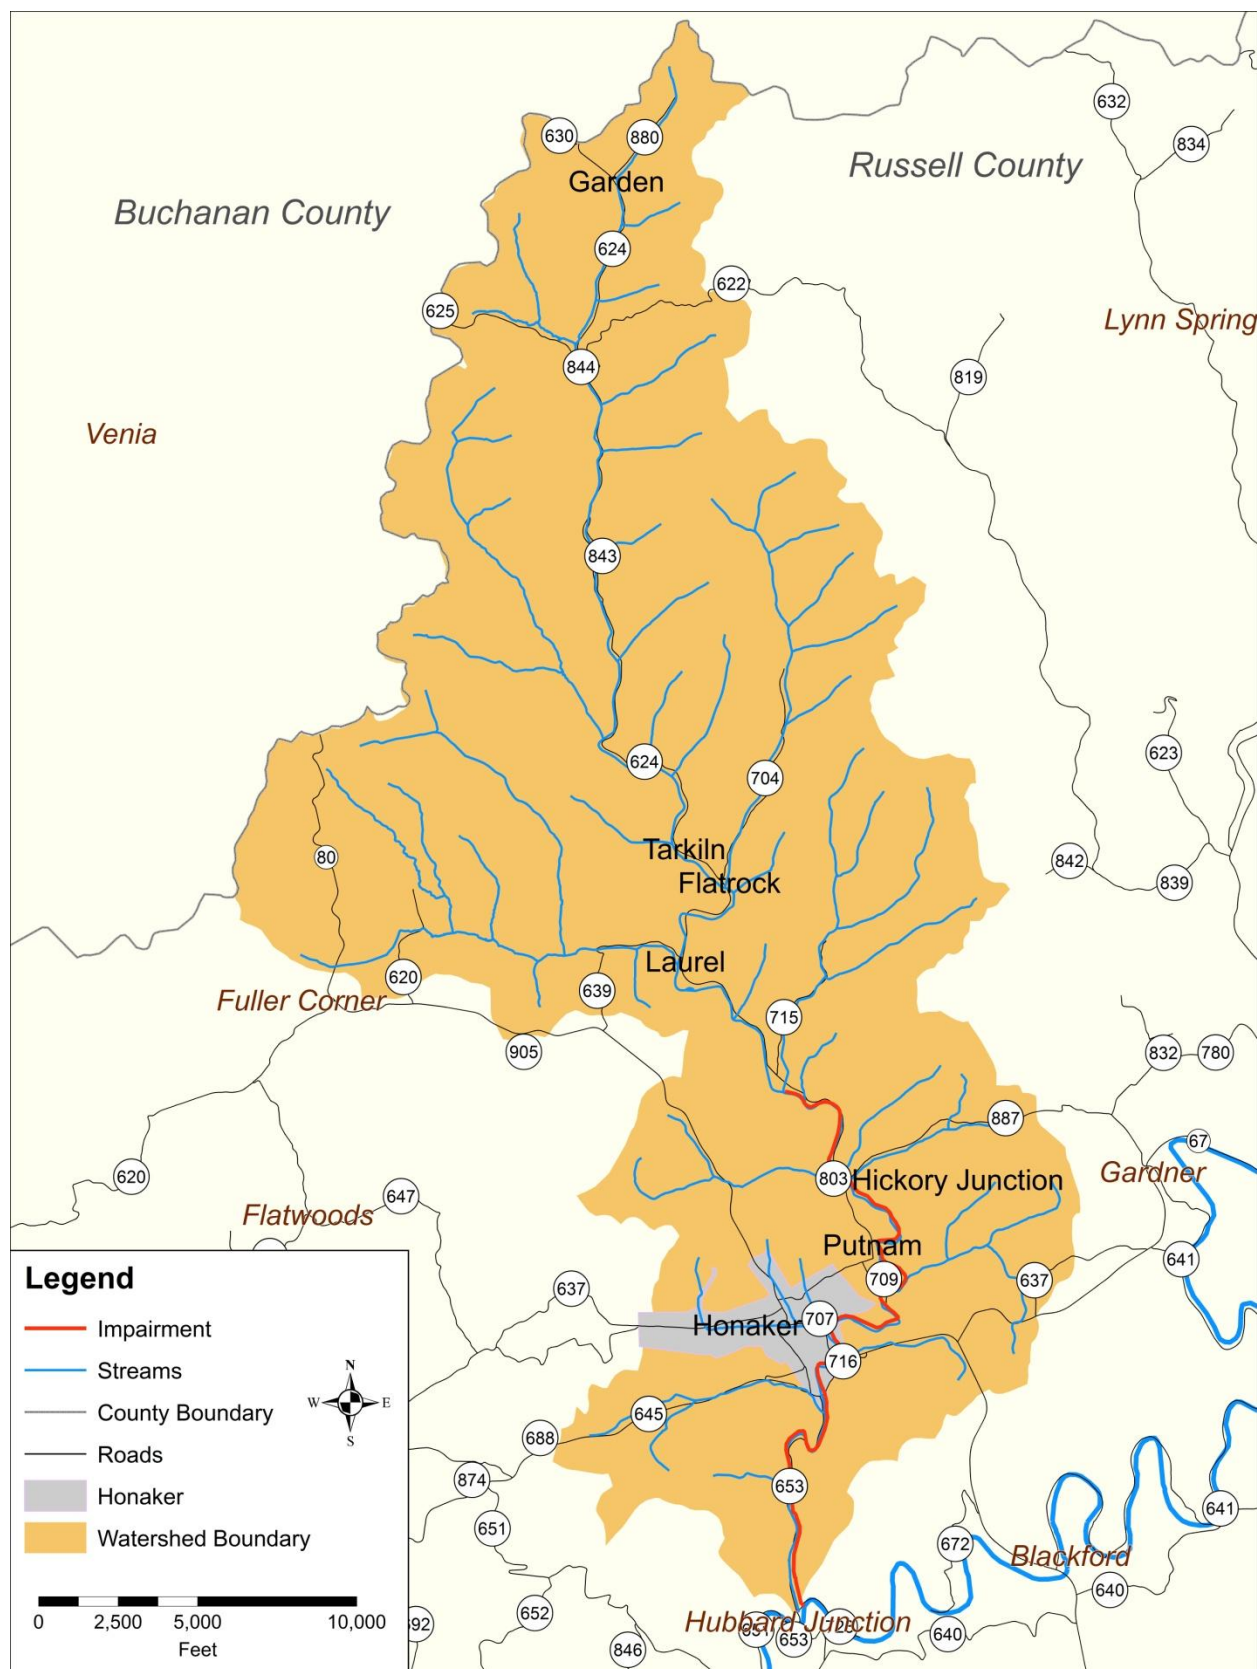 632
630
880
834
Russell County
Garden
Buchanan County
624
622
625
Lynn Spring
844
819
Venia
843
623
624
704
Tarkiln
80
842
Flatrock
839
Laurel
620
639
Fuller Corner
715
905
832
780
887
67
620
803
Hickory Junction
Gardner
647
Flatwoods
Putnam
641
709
637
637
707
Honaker
716
645
688
874
653
641
651
672
Blackford
640
652
Hubbard Junction
653
640
846
Legend
Impairment
Streams
County Boundary
Roads
Honaker
Watershed Boundary
N
W
E
S
0
2,500
5,000
10,000
Feet